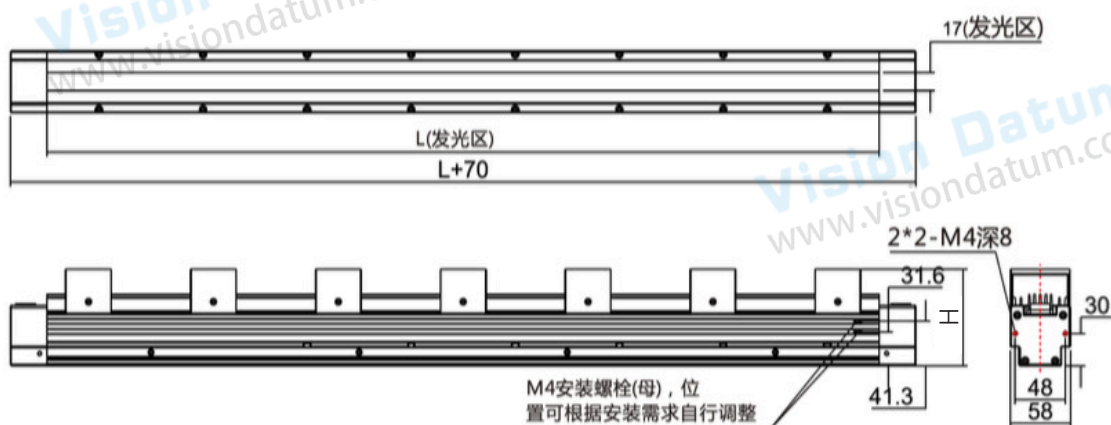 Vision
www.visiondatum.
17(发光区)
L(发光区)
L+70
Vision Datum
www.visiondatum.co
2*2-M4深8
31.6
H
30
M4安装螺栓(母)，位
置可根据安装需求自行调整
41.3
48
58